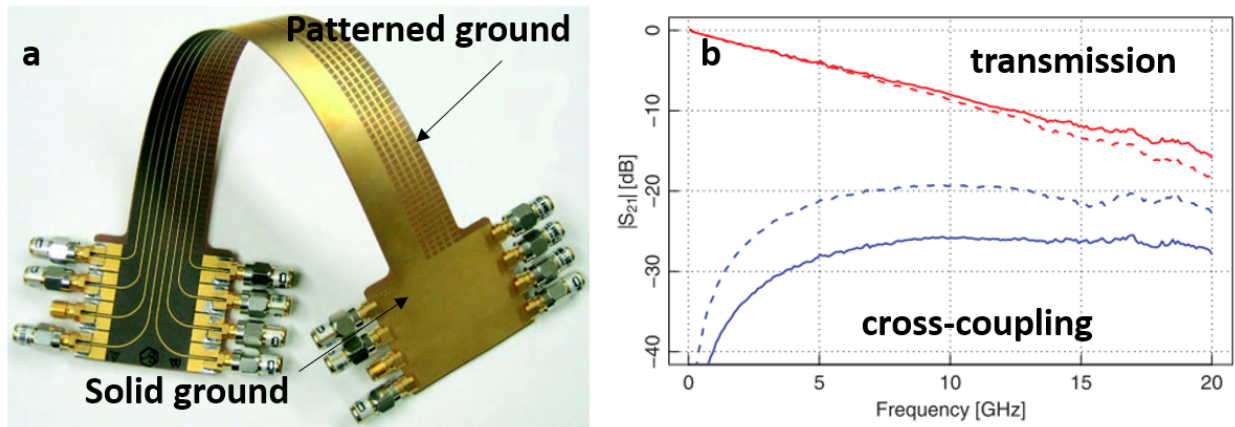 a
Patterned ground
Solid ground
b
transmission
cross-coupling
|S21| [dB]
0
−10
−20
−30
−40
0 5 10 15 20
Frequency [GHz]